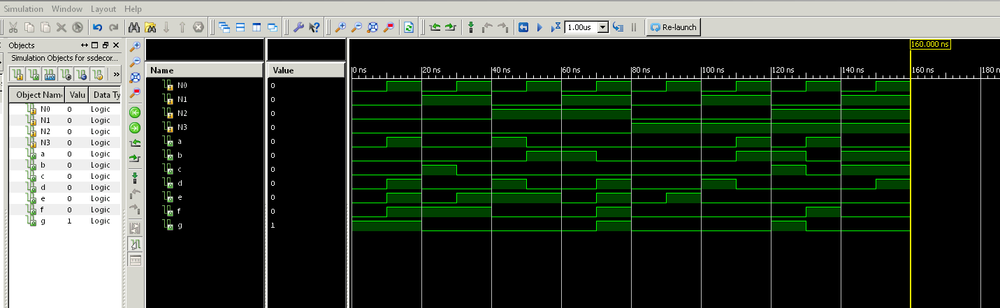 Simulation Window Layout Help
1.00us Re-launch
Objects
Simulation Objects for ssdecor...
Object Name Valu Data Ty
N0 0 Logic
N1 0 Logic
N2 0 Logic
N3 0 Logic
a 0 Logic
b 0 Logic
c 0 Logic
d 0 Logic
e 0 Logic
f 0 Logic
g 1 Logic
Name Value
N0 0
N1 0
N2 0
N3 0
a 0
b 0
c 0
d 0
e 0
f 0
g 1
160.000 ns
0 ns 20 ns 40 ns 60 ns 80 ns 100 ns 120 ns 140 ns 160 ns 180 n